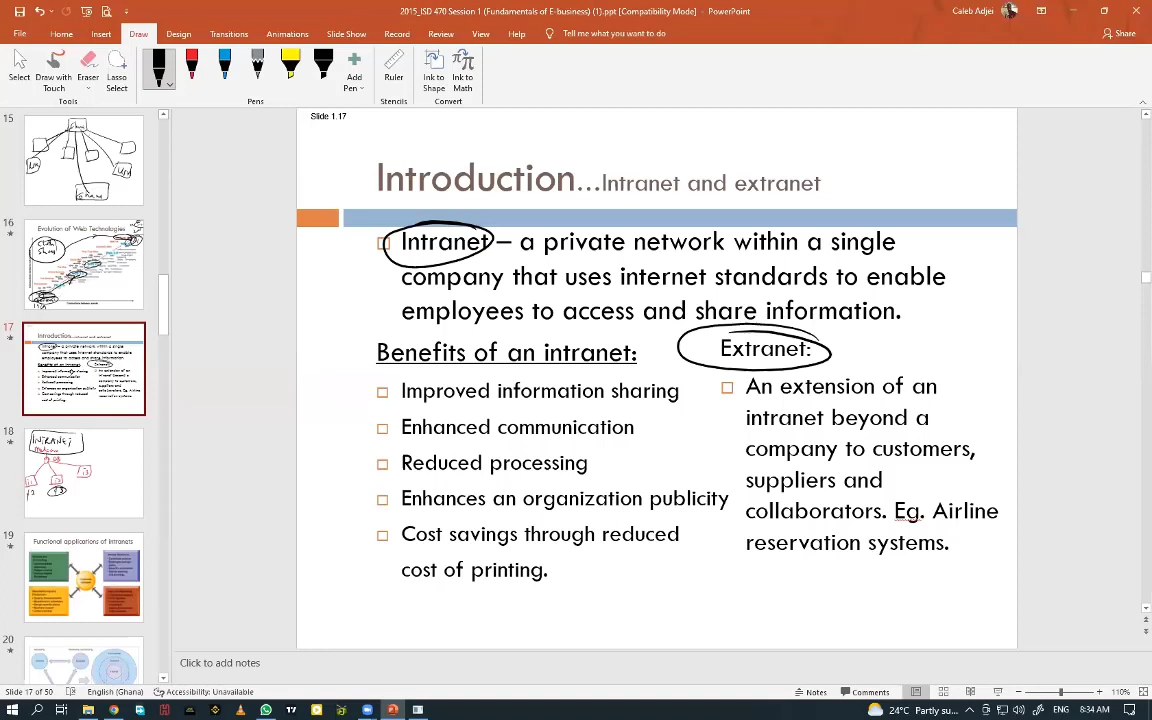 2015_ISD 470 Session 1 (Fundamentals of E-business) (1).ppt [Compatibility Mode] - PowerPoint
Caleb Adjei
File Home Insert Draw Design Transitions Animations Slide Show Record Review View Help Tell me what you want to do
Share
Select
Draw with Touch
Eraser
Lasso Select
Add Pen
Ruler
Ink to Shape
Ink to Math
Tools
Pens
Stencils
Convert
15
16
Evolution of Web Technologies
17
18
INTRANET
19
Functional applications of Intranets
20
Slide 1.17
Introduction...Intranet and extranet
Intranet – a private network within a single
company that uses internet standards to enable
employees to access and share information.
Benefits of an intranet:
Improved information sharing
Enhanced communication
Reduced processing
Enhances an organization publicity
Cost savings through reduced
cost of printing.
Extranet:
An extension of an
intranet beyond a
company to customers,
suppliers and
collaborators. Eg. Airline
reservation systems.
Click to add notes
Slide 17 of 50
English (Ghana)
Accessibility: Unavailable
Notes
Comments
110%
24°C Partly su...
ENG
8:34 AM